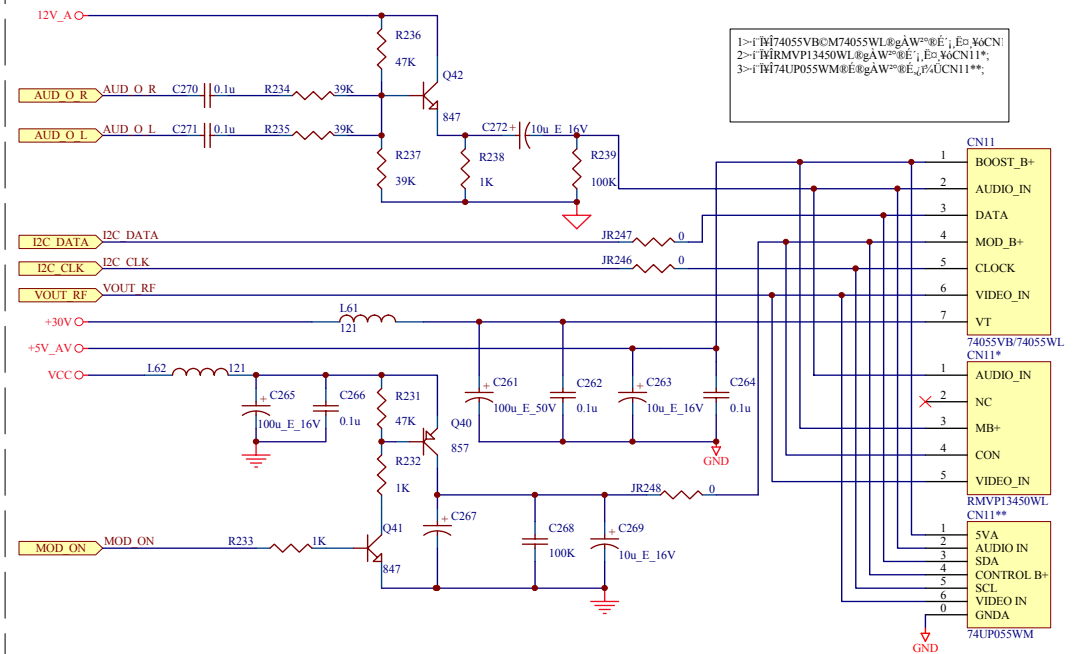 12V_A
R236
47K
Q42
847
AUD_O_R AUD_O_R C270 0.1u R234 39K
AUD_O_L AUD_O_L C271 0.1u R235 39K
C272 + 10u_E_16V
R237
39K
R238
1K
R239
100K
I2C_DATA I2C_DATA JR247 0
I2C_CLK I2C_CLK JR246 0
VOUT_RF VOUT_RF
+30V L61
121
+5V_AV
VCC L62 121
C265
+
100u_E_16V
C266
0.1u
R231
47K
Q40
857
R232
1K
C261
+
100u_E_50V
C262
0.1u
C263
+
10u_E_16V
C264
0.1u
GND
MOD_ON MOD_ON R233 1K
Q41
847
C267
+
C268
100K
C269
+
10u_E_16V
JR248 0
CN11
1 BOOST_B+
2 AUDIO_IN
3 DATA
4 MOD_B+
5 CLOCK
6 VIDEO_IN
7 VT
74055VB/74055WL
CN11*
1 AUDIO_IN
2 NC
3 MB+
4 CON
5 VIDEO_IN
RMVP13450WL
CN11**
1 5VA
2 AUDIO IN
3 SDA
4 CONTROL B+
5 SCL
6 VIDEO IN
0 GNDA
74UP055WM
GND